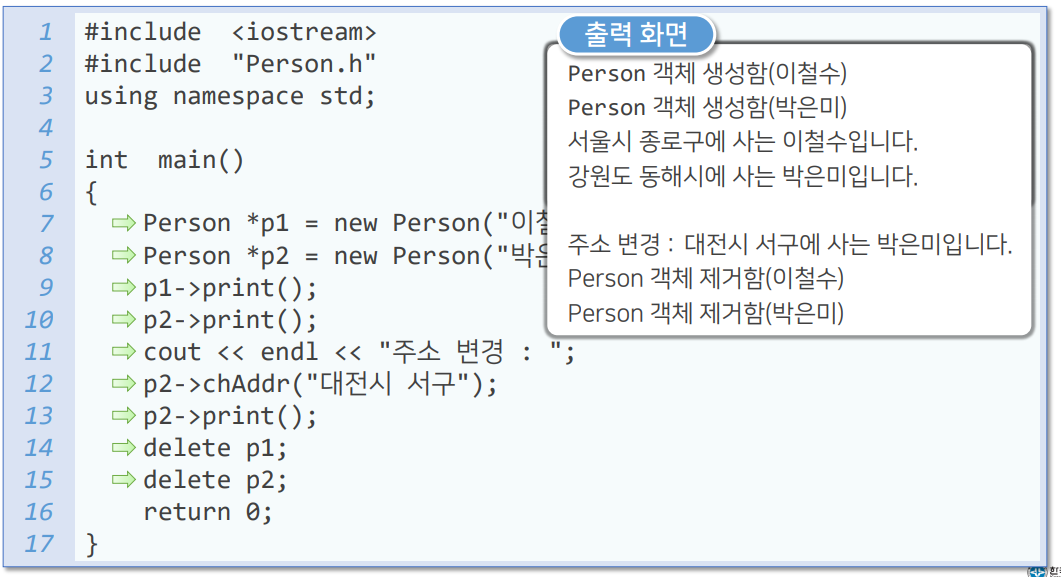 1 #include <iostream>
2 #include "Person.h"
3 using namespace std;
4
5 int main()
6 {
7 Person *p1 = new Person("이
8 Person *p2 = new Person("박
9 p1->print();
10 p2->print();
11 cout << endl << "주소 변경 : ";
12 p2->chAddr("대전시 서구");
13 p2->print();
14 delete p1;
15 delete p2;
16 return 0;
17 }
출력 화면
Person 객체 생성함(이철수)
Person 객체 생성함(박은미)
서울시 종로구에 사는 이철수입니다.
강원도 동해시에 사는 박은미입니다.
주소 변경 : 대전시 서구에 사는 박은미입니다.
Person 객체 제거함(이철수)
Person 객체 제거함(박은미)